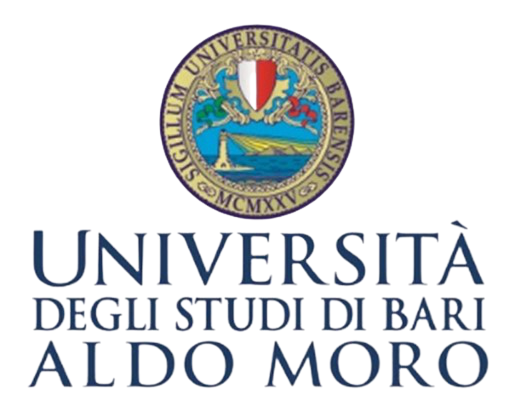 SIGILLUM UNIVERSITATIS BARENSIS
MCMXXV
UNIVERSITÀ
DEGLI STUDI DI BARI
ALDO MORO